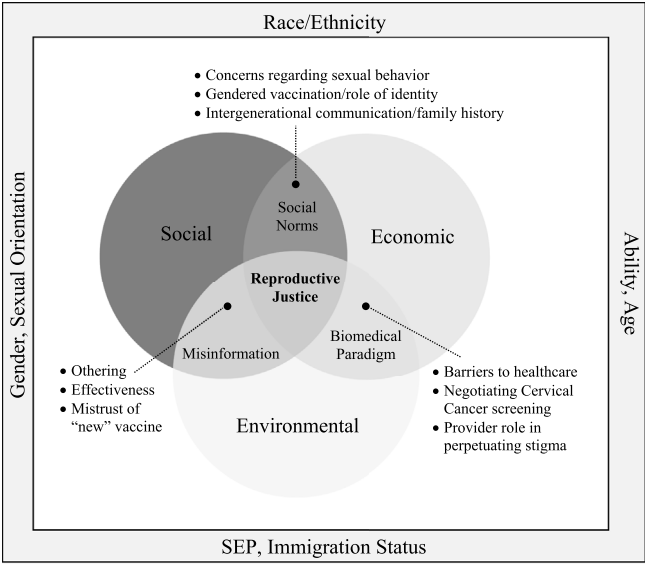 Race/Ethnicity
● Concerns regarding sexual behavior
● Gendered vaccination/role of identity
● Intergenerational communication/family history
Gender, Sexual Orientation
Social
Social
Norms
Economic
Ability, Age
Reproductive
Justice
Misinformation
Biomedical
Paradigm
● Othering
● Effectiveness
● Mistrust of
“new” vaccine
● Barriers to healthcare
● Negotiating Cervical
Cancer screening
● Provider role in
perpetuating stigma
Environmental
SEP, Immigration Status